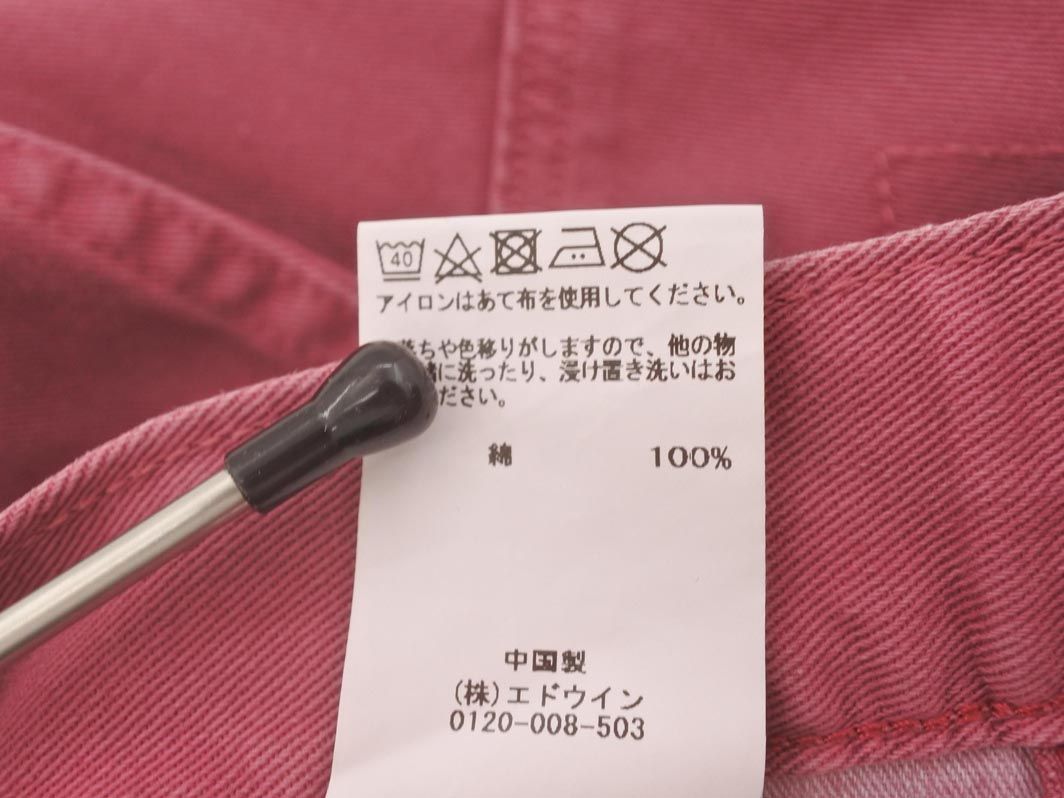 40
アイロンはあて布を使用してください。
ちや色移りがしますので、他の物
に洗ったり、浸け置き洗いはお
ださい。
綿 100%
中国製
(株)エドウイン
0120-008-503